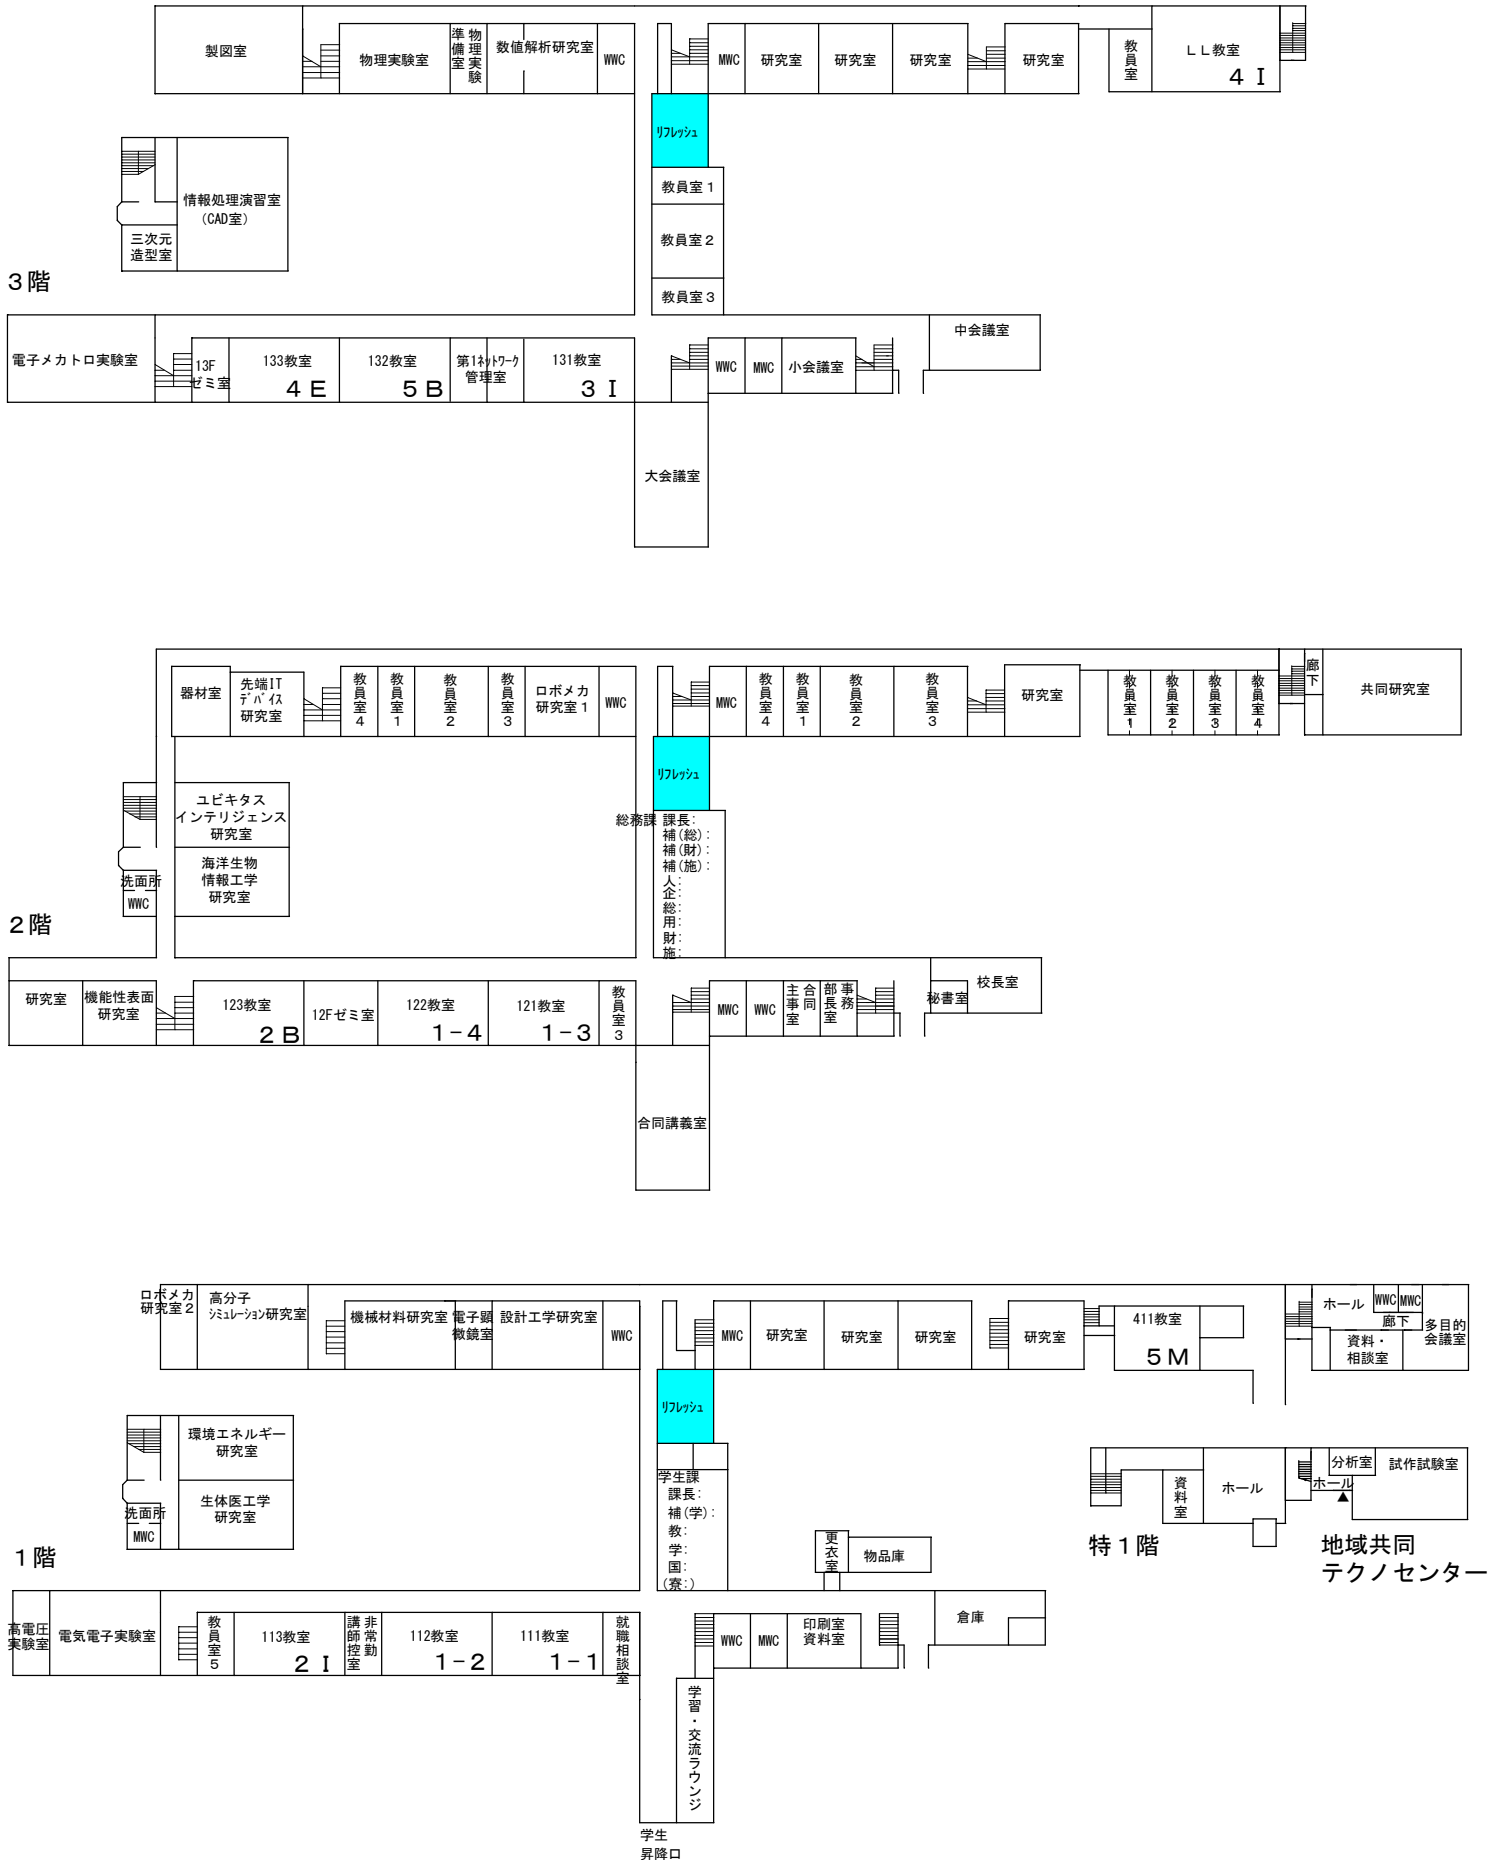 製図室
物理実験室
物理実験
準備室
数値解析研究室
WWC
MWC
研究室
研究室
研究室
研究室
教員室
ＬＬ教室
４Ｉ
リフレッシュ
教員室１
教員室２
教員室３
情報処理演習室
（CAD室）
三次元
造型室
３階
電子メカトロ実験室
13F
ゼミ室
133教室
４Ｅ
132教室
５Ｂ
第1ネットワーク
管理室
131教室
３Ｉ
WWC
MWC
小会議室
中会議室
大会議室
器材室
先端IT
デバイス
研究室
教員室４
教員室１
教員室２
教員室３
ロボメカ
研究室１
WWC
MWC
教員室４
教員室１
教員室２
教員室３
研究室
教員室１
教員室２
教員室３
教員室４
廊下
共同研究室
リフレッシュ
総務課 課長：
補(総)：
補(財)：
補(施)：
人：
企：
総：
用：
財：
施：
ユビキタス
インテリジェンス
研究室
海洋生物
情報工学
研究室
洗面所
WWC
２階
研究室
機能性表面
研究室
123教室
２Ｂ
12Fゼミ室
122教室
１−４
121教室
１−３
教員室３
MWC
WWC
合同
主事室
事務
部長室
秘書室
校長室
合同講義室
ロボメカ
研究室２
高分子
シミュレーション研究室
機械材料研究室
電子顕
微鏡室
設計工学研究室
WWC
MWC
研究室
研究室
研究室
研究室
411教室
５Ｍ
ホール
WWC
MWC
廊下
資料・
相談室
多目的
会議室
リフレッシュ
学生課
課長：
補(学)：
教：
学：
国：
(寮：)
環境エネルギー
研究室
生体医工学
研究室
洗面所
MWC
１階
資料室
ホール
ホール
分析室
試作試験室
特１階
地域共同
テクノセンター
更衣室
物品庫
高電圧
実験室
電気電子実験室
教員室５
113教室
２Ｉ
非常勤
講師控室
112教室
１−２
111教室
１−１
就職相談室
WWC
MWC
印刷室
資料室
倉庫
学習・交流ラウンジ
学生
昇降口